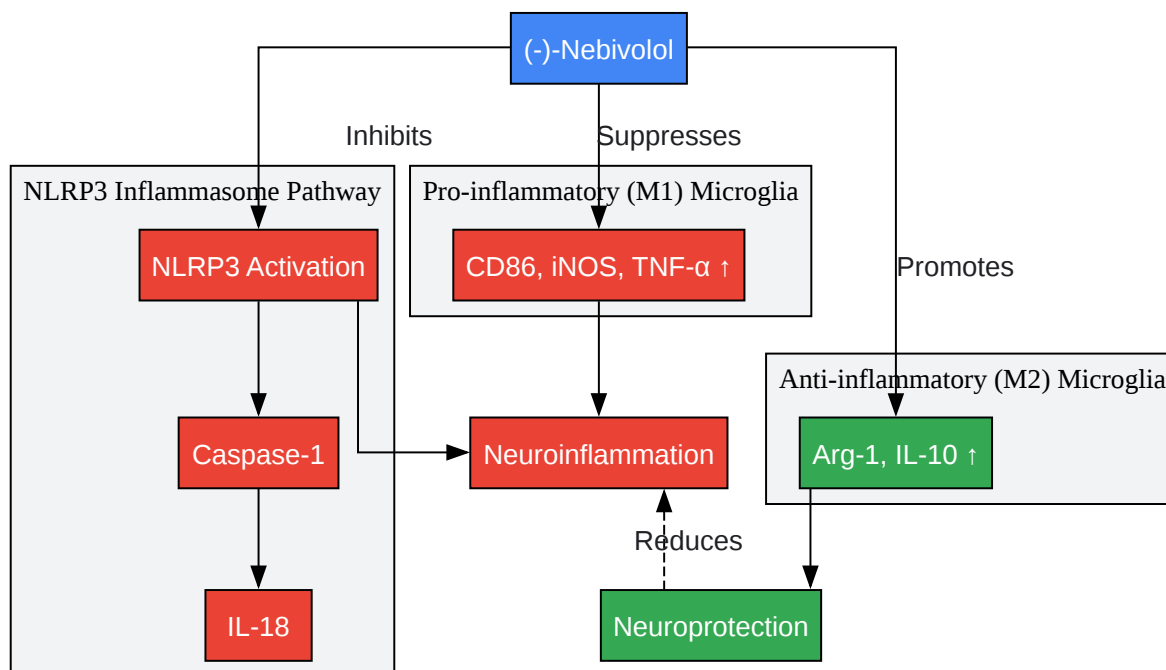 (-)-Nebivolol
Inhibits
Suppresses
NLRP3 Inflammasome Pathway
Pro-inflammatory (M1) Microglia
NLRP3 Activation
CD86, iNOS, TNF-α ↑
Promotes
Anti-inflammatory (M2) Microglia
Caspase-1
Neuroinflammation
Arg-1, IL-10 ↑
Reduces
IL-18
Neuroprotection